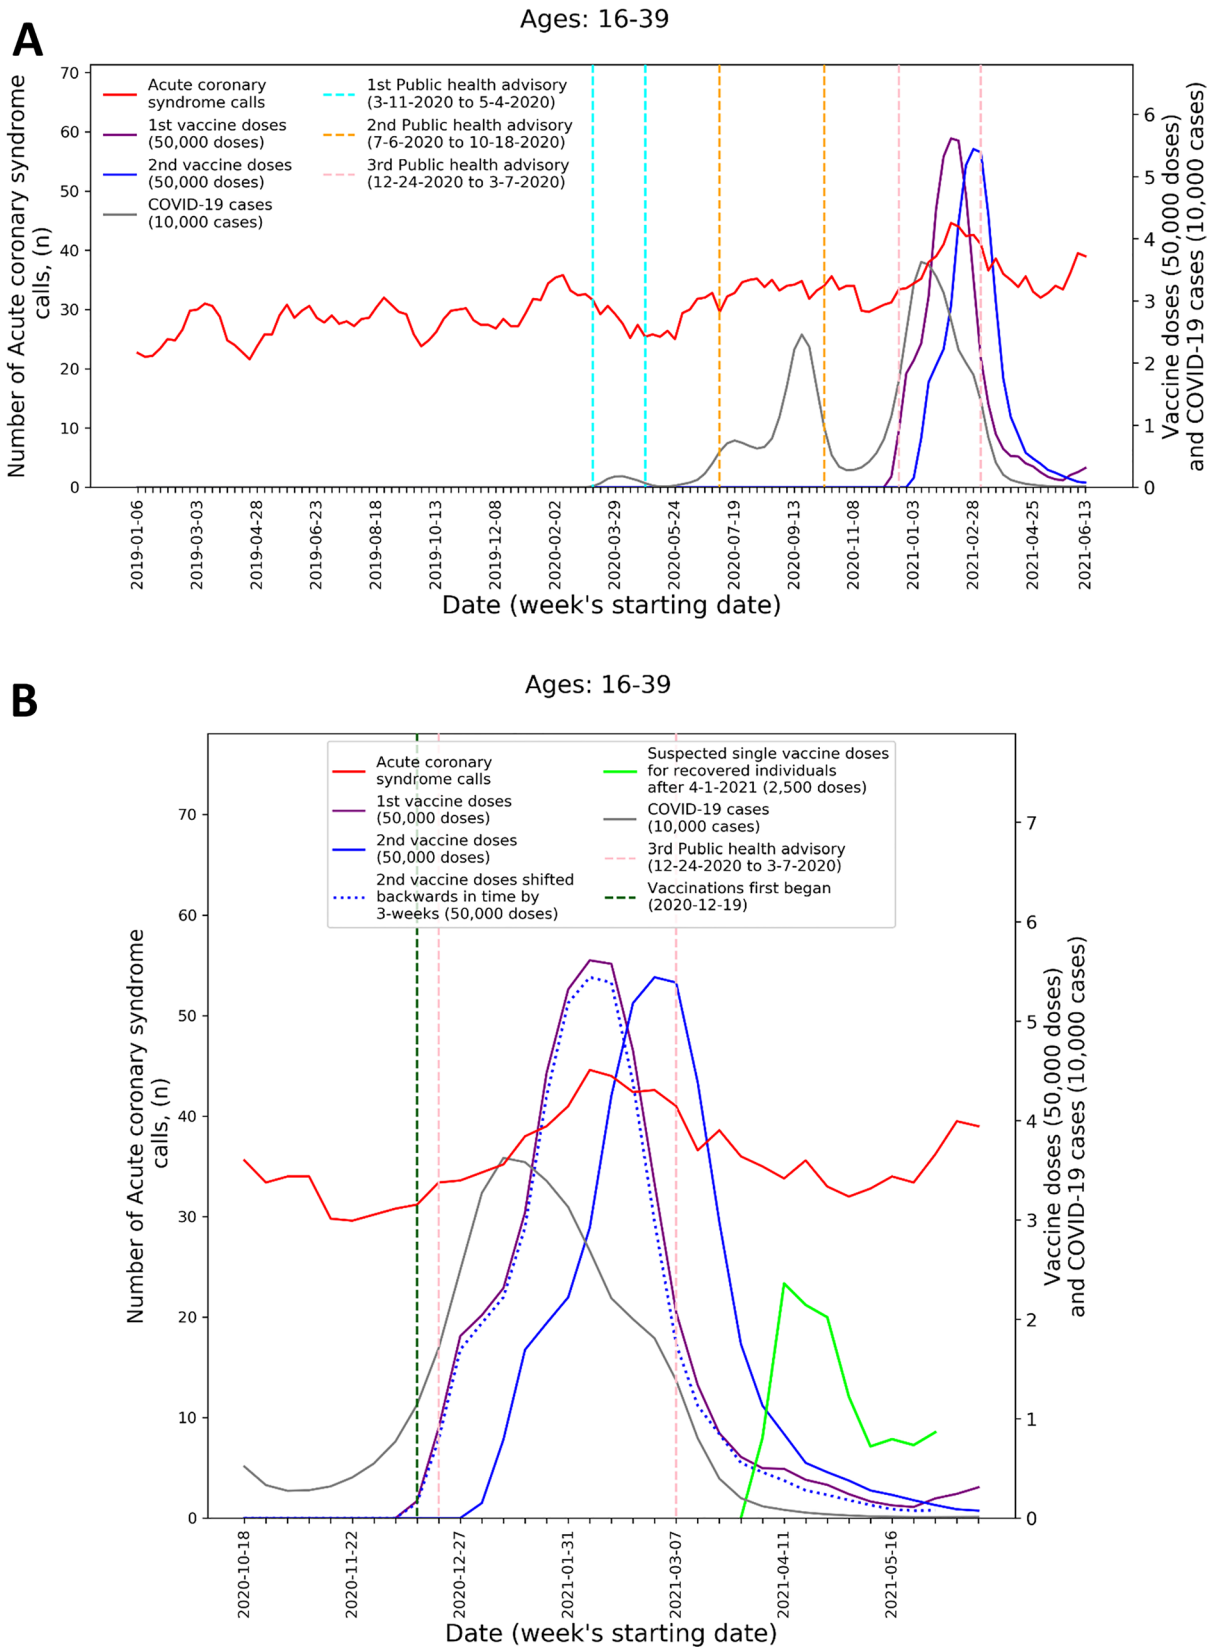 A
Ages: 16-39
Number of Acute coronary syndrome
calls, (n)
70
60
50
40
30
20
10
0
Acute coronary
syndrome calls
1st vaccine doses
(50,000 doses)
2nd vaccine doses
(50,000 doses)
COVID-19 cases
(10,000 cases)
1st Public health advisory
(3-11-2020 to 5-4-2020)
2nd Public health advisory
(7-6-2020 to 10-18-2020)
3rd Public health advisory
(12-24-2020 to 3-7-2020)
6
5
4
3
2
1
0
Vaccine doses (50,000 doses)
and COVID-19 cases (10,000 cases)
2019-01-06
2019-03-03
2019-04-28
2019-06-23
2019-08-18
2019-10-13
2019-12-08
2020-02-02
2020-03-29
2020-05-24
2020-07-19
2020-09-13
2020-11-08
2021-01-03
2021-02-28
2021-04-25
2021-06-13
Date (week's starting date)
B
Ages: 16-39
Number of Acute coronary syndrome
calls, (n)
70
60
50
40
30
20
10
0
Acute coronary
syndrome calls
1st vaccine doses
(50,000 doses)
2nd vaccine doses
(50,000 doses)
2nd vaccine doses shifted
backwards in time by
3-weeks (50,000 doses)
Suspected single vaccine doses
for recovered individuals
after 4-1-2021 (2,500 doses)
COVID-19 cases
(10,000 cases)
3rd Public health advisory
(12-24-2020 to 3-7-2020)
Vaccinations first began
(2020-12-19)
7
6
5
4
3
2
1
0
Vaccine doses (50,000 doses)
and COVID-19 cases (10,000 cases)
2020-10-18
2020-11-22
2020-12-27
2021-01-31
2021-03-07
2021-04-11
2021-05-16
Date (week's starting date)